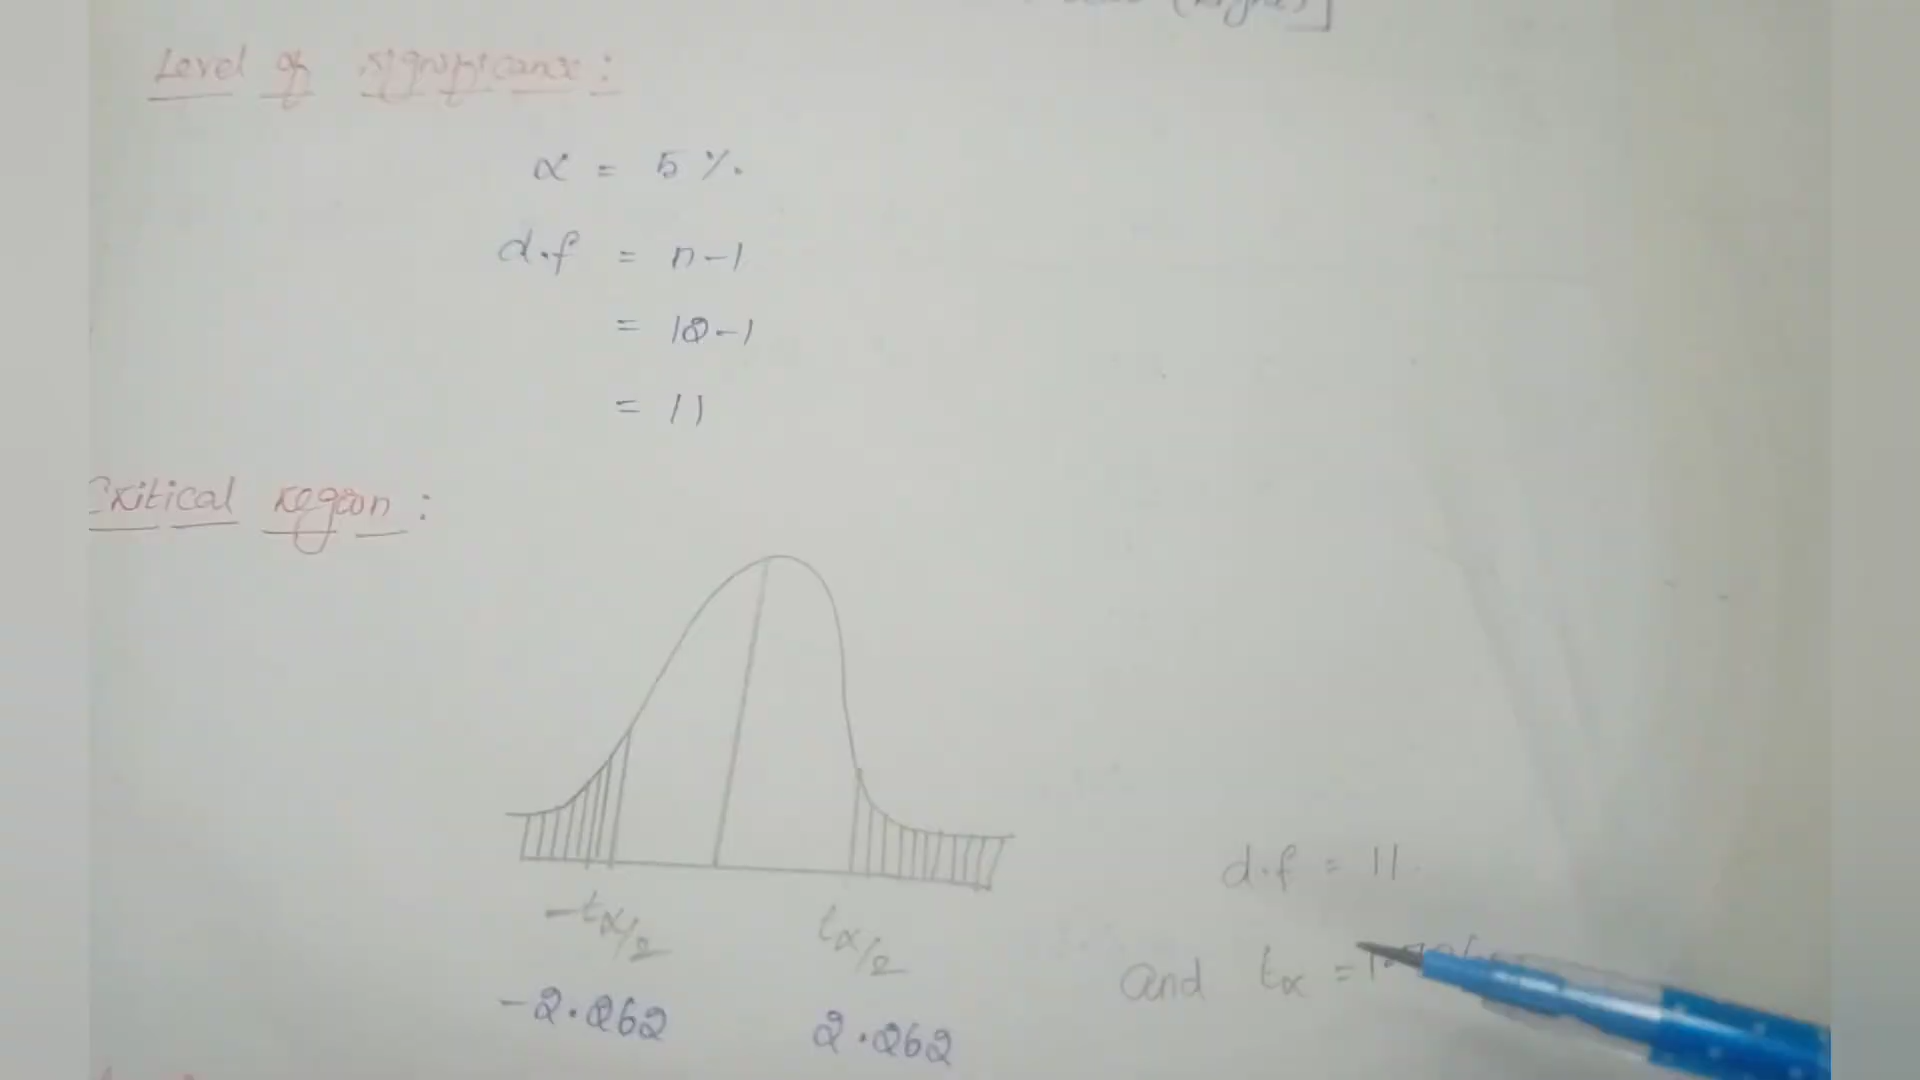 Level of significance:
α = 5 %.
d.f = n-1
= 12-1
= 11
Critical region:
-tα/2
tα/2
-2.262
2.262
d.f = 11.
and tα =